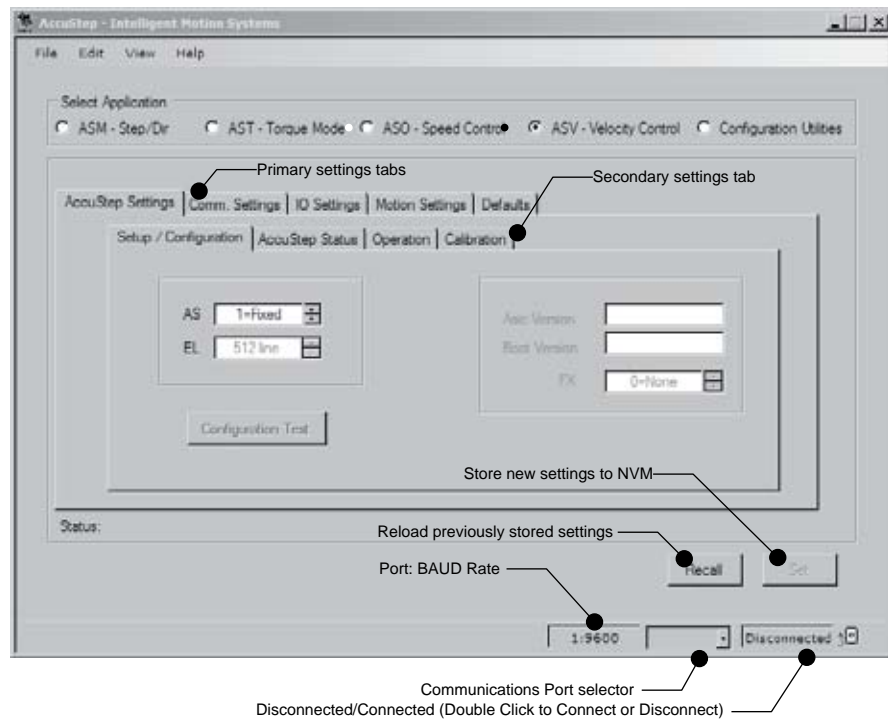 AccuStep - Intelligent Motion Systems
File Edit View Help
Select Application
ASM - Step/Dir AST - Torque Mode ASO - Speed Control ASV - Velocity Control Configuration Utilities
Primary settings tabs
Secondary settings tab
AccuStep Settings Comm. Settings IO Settings Motion Settings Defaults
Setup / Configuration AccuStep Status Operation Calibration
AS 1=Fixed
EL 512 line
Asic Version
Boot Version
FX 0=None
Configuration Test
Store new settings to NVM
Status:
Reload previously stored settings
Recall Set
Port: BAUD Rate
1:9600 Disconnected
Communications Port selector
Disconnected/Connected (Double Click to Connect or Disconnect)